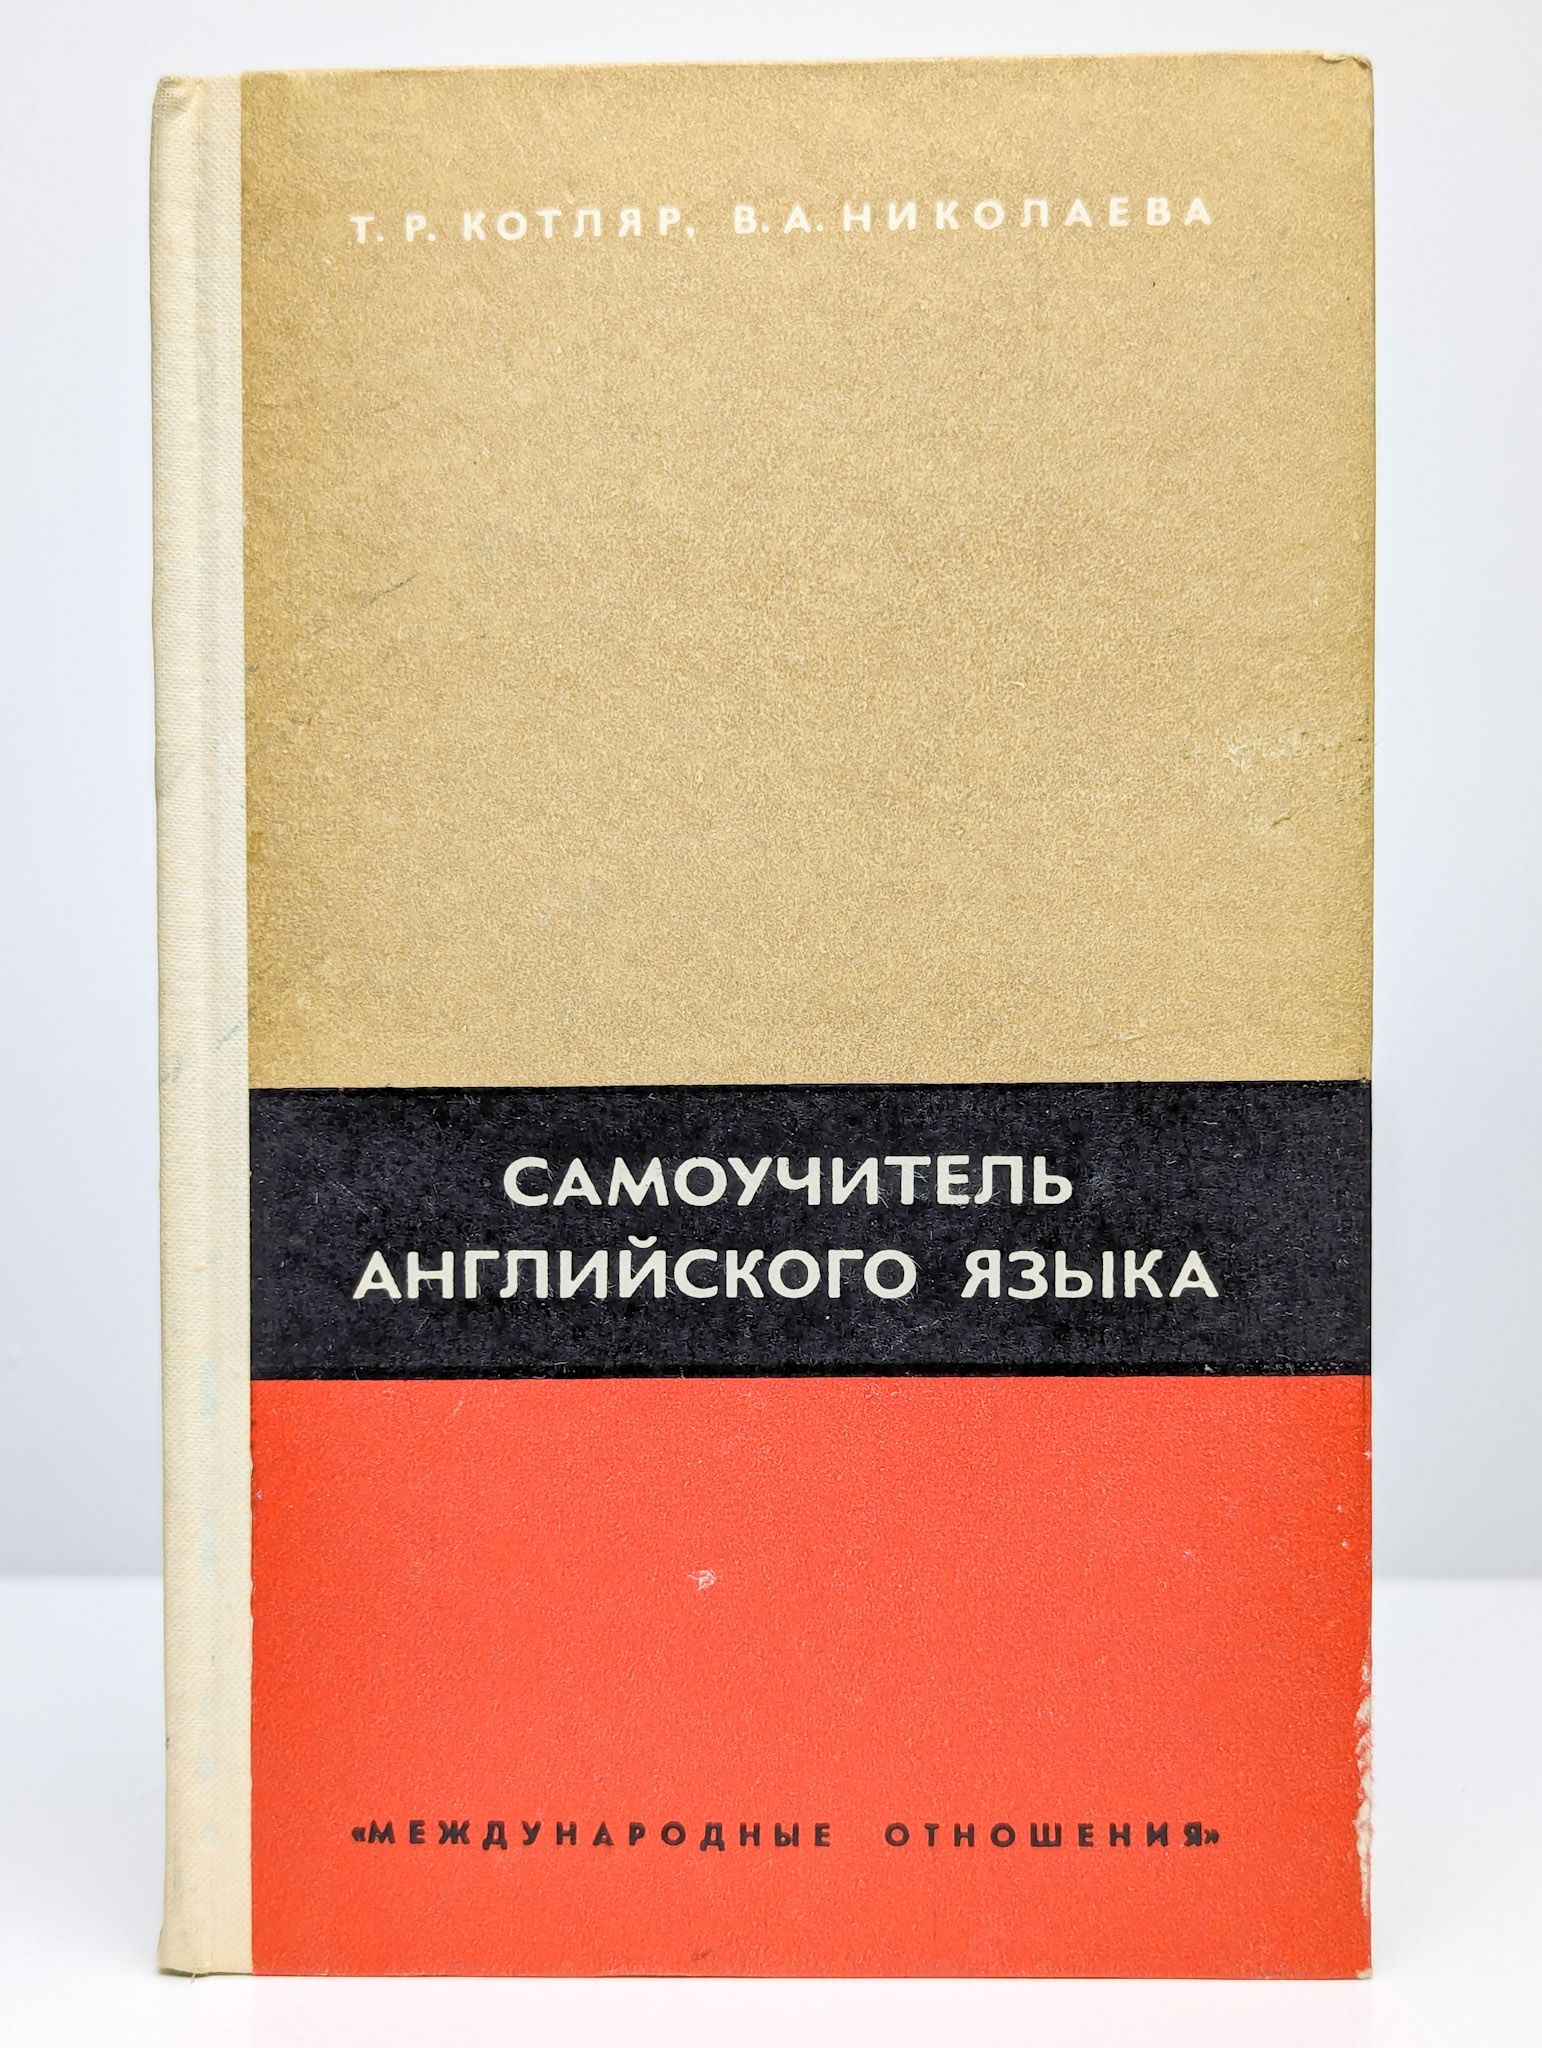 Т. Р. КОТЛЯР, В. А. НИКОЛАЕВА
САМОУЧИТЕЛЬ
АНГЛИЙСКОГО ЯЗЫКА
«МЕЖДУНАРОДНЫЕ ОТНОШЕНИЯ»